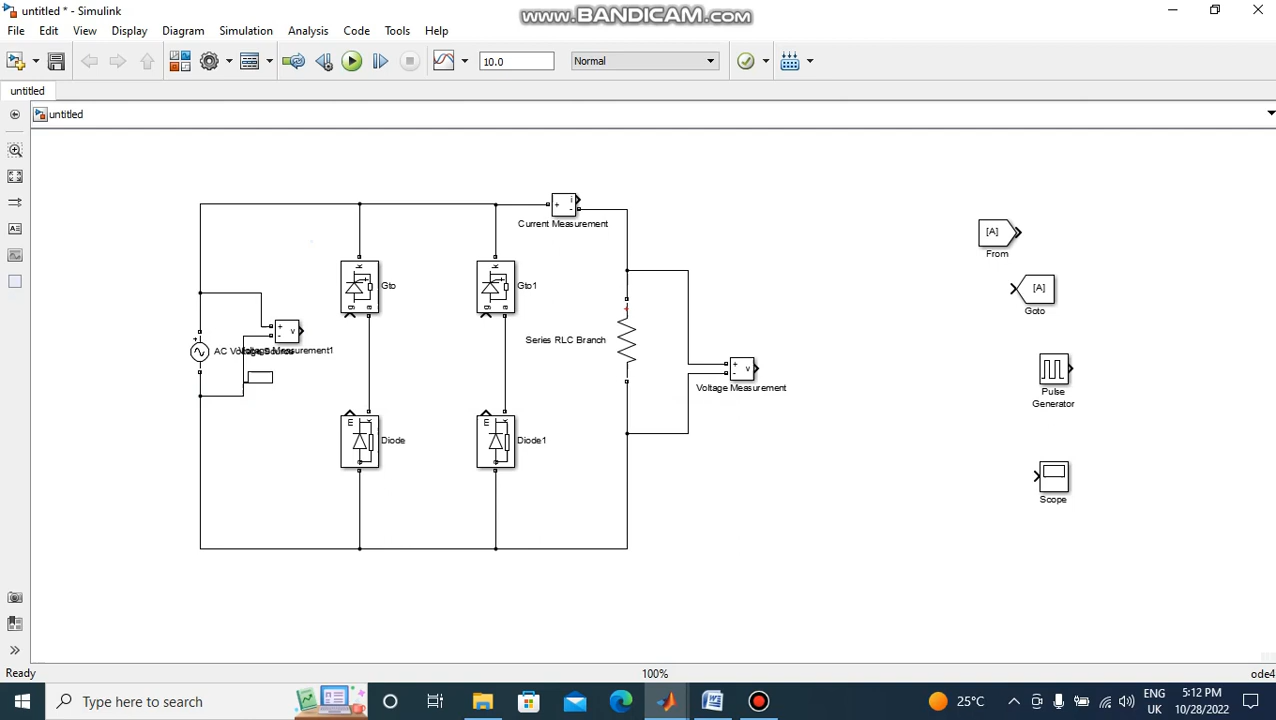 untitled * - Simulink
www.BANDICAM.com
File Edit View Display Diagram Simulation Analysis Code Tools Help
10.0
Normal
untitled
untitled
i
+
-
Current Measurement
[A]
From
k
Gto
g a
k
Gto1
g a
[A]
Goto
+
-
v
+
AC Voltage Source
Voltage Measurement1
+
Series RLC Branch
+
-
v
Voltage Measurement
Pulse
Generator
m k
Diode
a
m k
Diode1
a
Scope
Ready
100%
ode4
Type here to search
25°C
ENG
UK
5:12 PM
10/28/2022